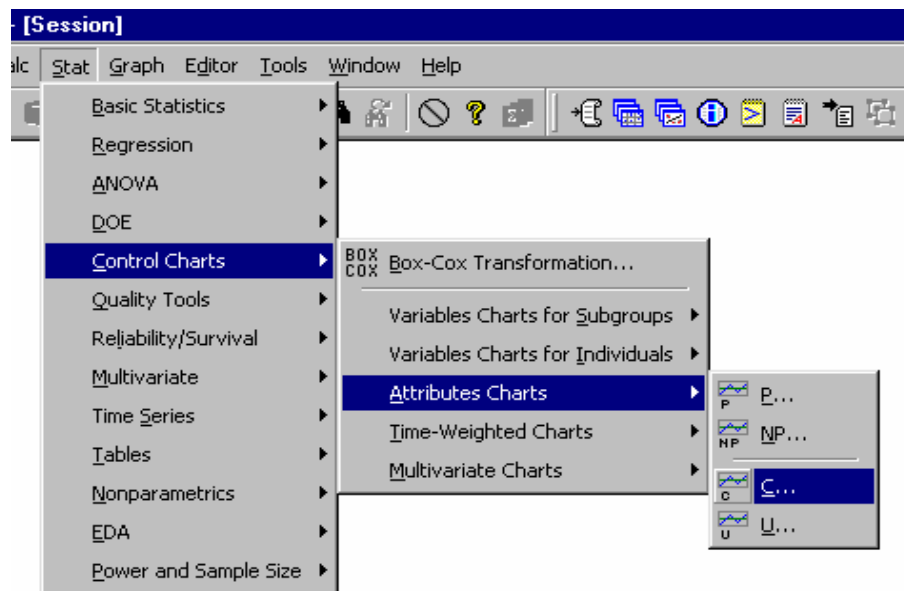 - [Session]
alc Stat Graph Editor Tools Window Help
Basic Statistics
Regression
ANOVA
DOE
Control Charts
Quality Tools
Reliability/Survival
Multivariate
Time Series
Tables
Nonparametrics
EDA
Power and Sample Size
BOX COX Box-Cox Transformation...
Variables Charts for Subgroups
Variables Charts for Individuals
Attributes Charts
Time-Weighted Charts
Multivariate Charts
P P...
NP NP...
C C...
U U...